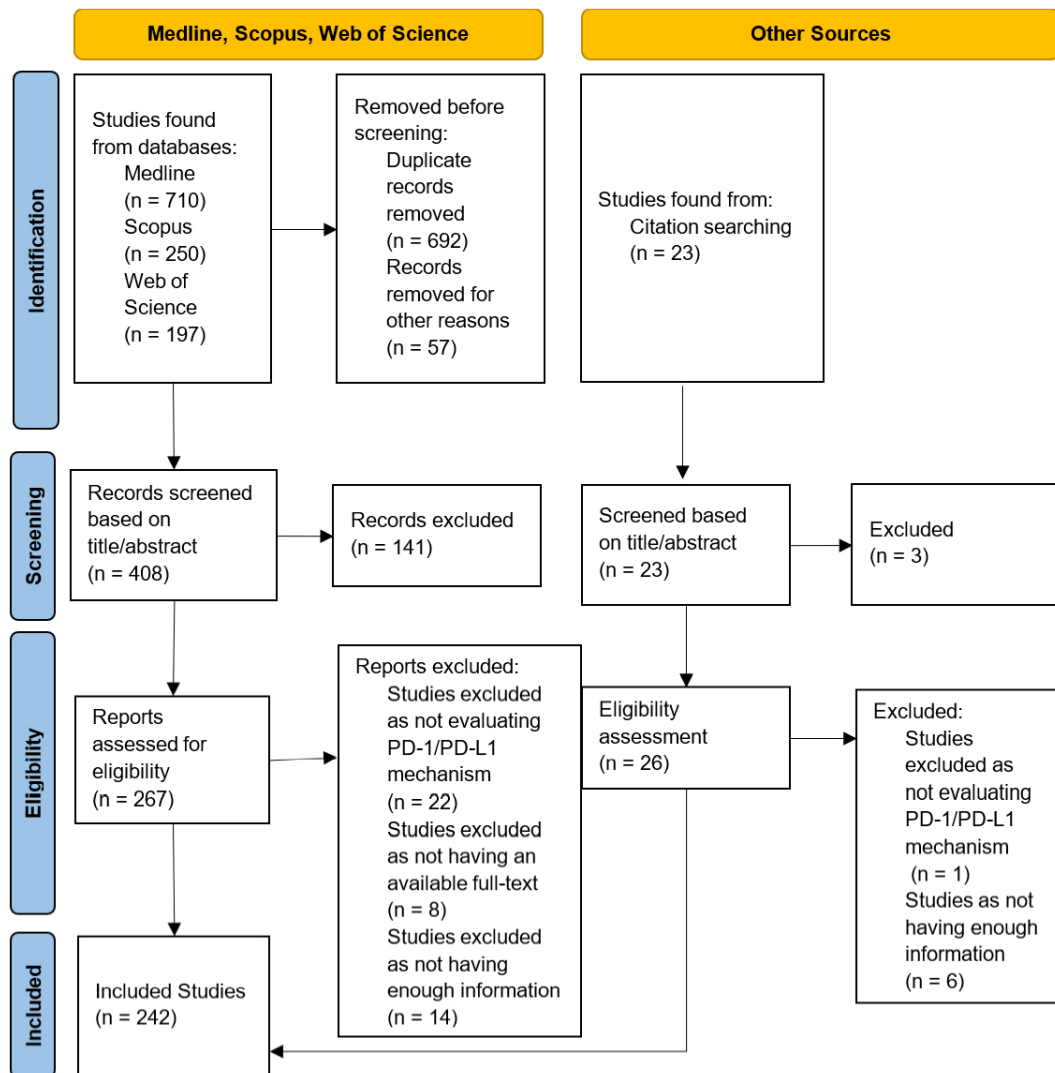 Medline, Scopus, Web of Science
Other Sources
Identification
Studies found
from databases:
Medline
(n = 710)
Scopus
(n = 250)
Web of
Science
(n = 197)
Removed before
screening:
Duplicate
records
removed
(n = 692)
Records
removed for
other reasons
(n = 57)
Studies found from:
Citation searching
(n = 23)
Screening
Records screened
based on
title/abstract
(n = 408)
Records excluded
(n = 141)
Screened based
on title/abstract
(n = 23)
Excluded
(n = 3)
Eligibility
Reports
assessed for
eligibility
(n = 267)
Reports excluded:
Studies excluded
as not evaluating
PD-1/PD-L1
mechanism
(n = 22)
Studies excluded
as not having an
available full-text
(n = 8)
Studies excluded
as not having
enough information
(n = 14)
Eligibility
assessment
(n = 26)
Excluded:
Studies
excluded as
not evaluating
PD-1/PD-L1
mechanism
(n = 1)
Studies as not
having enough
information
(n = 6)
Included
Included Studies
(n = 242)